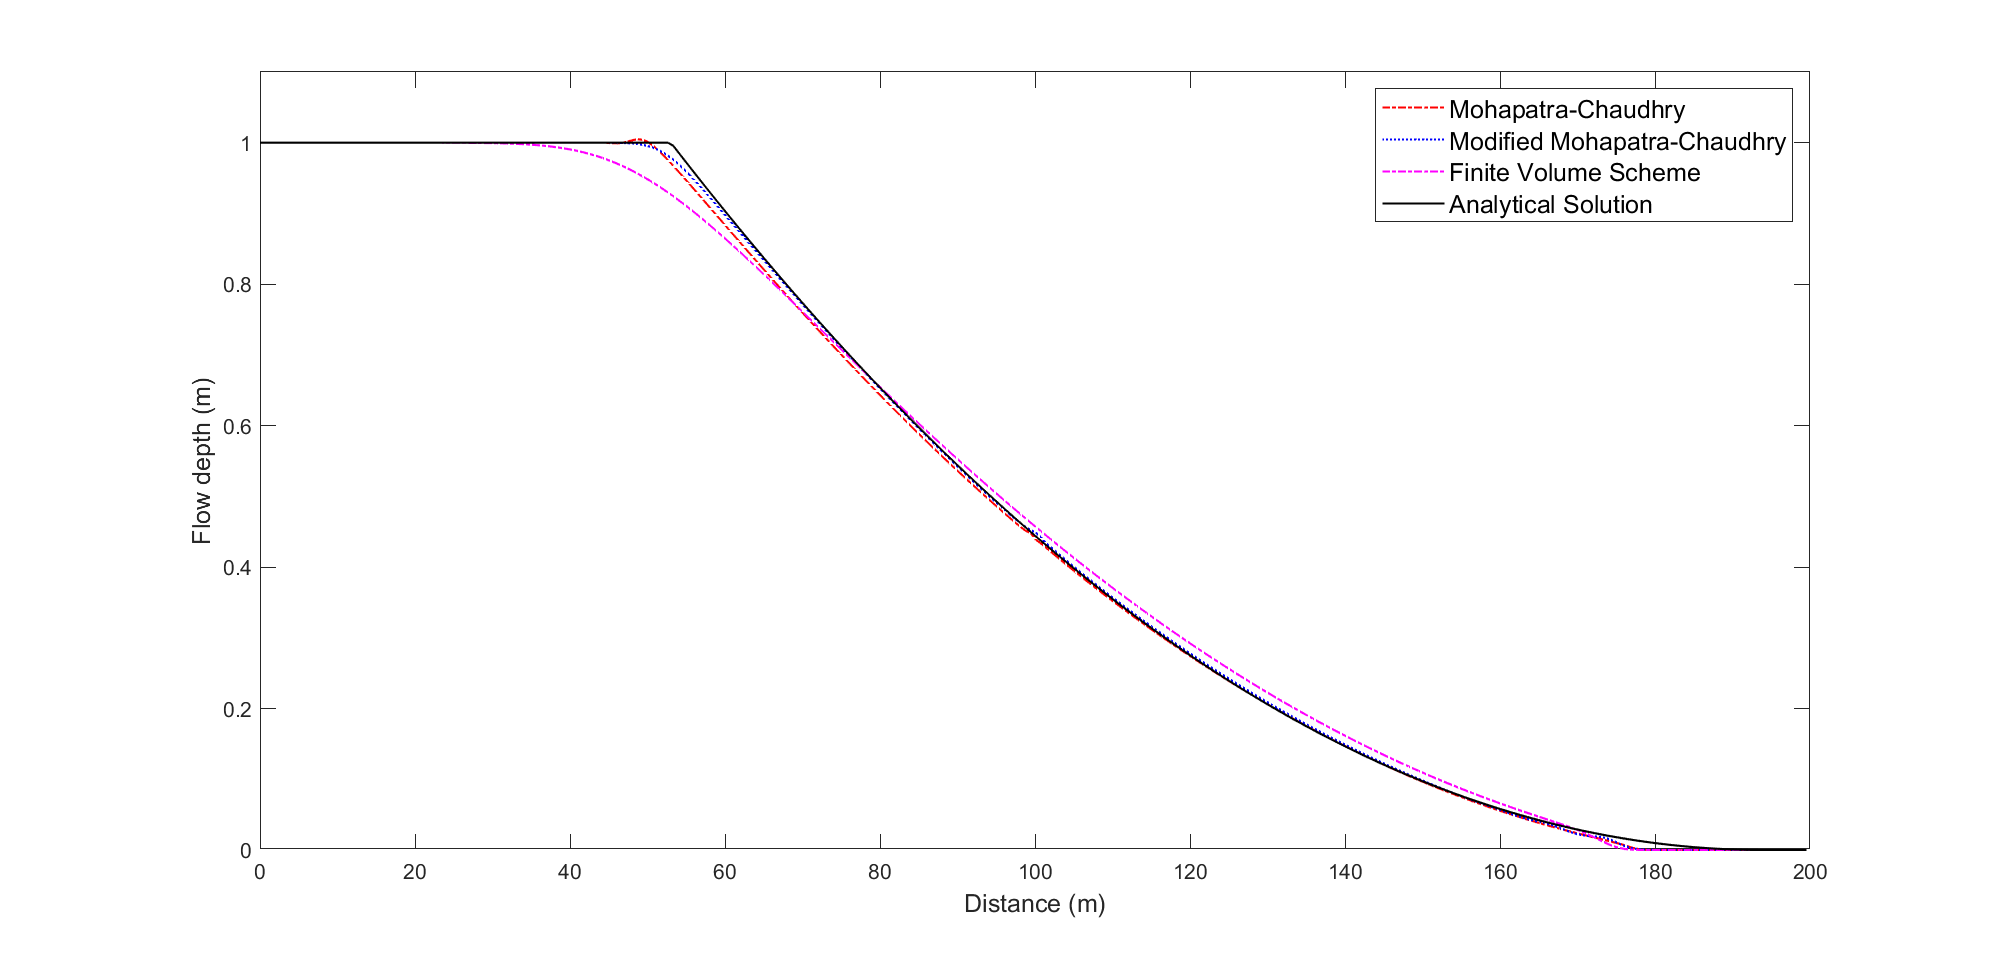 Mohapatra-Chaudhry
Modified Mohapatra-Chaudhry
Finite Volume Scheme
Analytical Solution
Flow depth (m)
1
0.8
0.6
0.4
0.2
0
0 20 40 60 80 100 120 140 160 180 200
Distance (m)